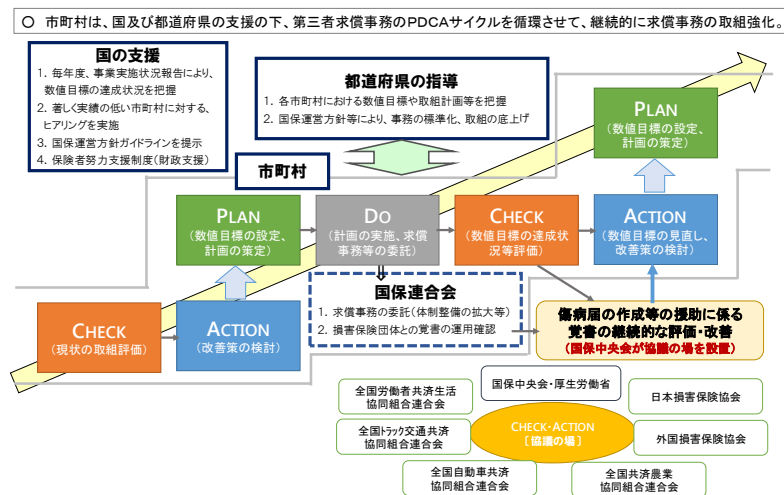 ○ 市町村は、国及び都道府県の支援の下、第三者求償事務のPDCAサイクルを循環させて、継続的に求償事務の取組強化。
国の支援
1. 毎年度、事業実施状況報告により、
数値目標の達成状況を把握
2. 著しく実績の低い市町村に対する、
ヒアリングを実施
3. 国保運営方針ガイドラインを提示
4. 保険者努力支援制度(財政支援)
都道府県の指導
1. 各市町村における数値目標や取組計画等を把握
2. 国保運営方針等により、事務の標準化、取組の底上げ
市町村
PLAN
(数値目標の設定、
計画の策定)
PLAN
(数値目標の設定、
計画の策定)
DO
(計画の実施、求償
事務等の委託)
CHECK
(数値目標の達成状
況等評価)
ACTION
(数値目標の見直し、
改善策の検討)
CHECK
(現状の取組評価)
ACTION
(改善策の検討)
国保連合会
1. 求償事務の委託(体制整備の拡大等)
2. 損害保険団体との覚書の運用確認
傷病届の作成等の援助に係る
覚書の継続的な評価・改善
(国保中央会が協議の場を設置)
全国労働者共済生活
協同組合連合会
国保中央会・厚生労働省
日本損害保険協会
全国トラック交通共済
協同組合連合会
CHECK・ACTION
[協議の場]
外国損害保険協会
全国自動車共済
協同組合連合会
全国共済農業
協同組合連合会